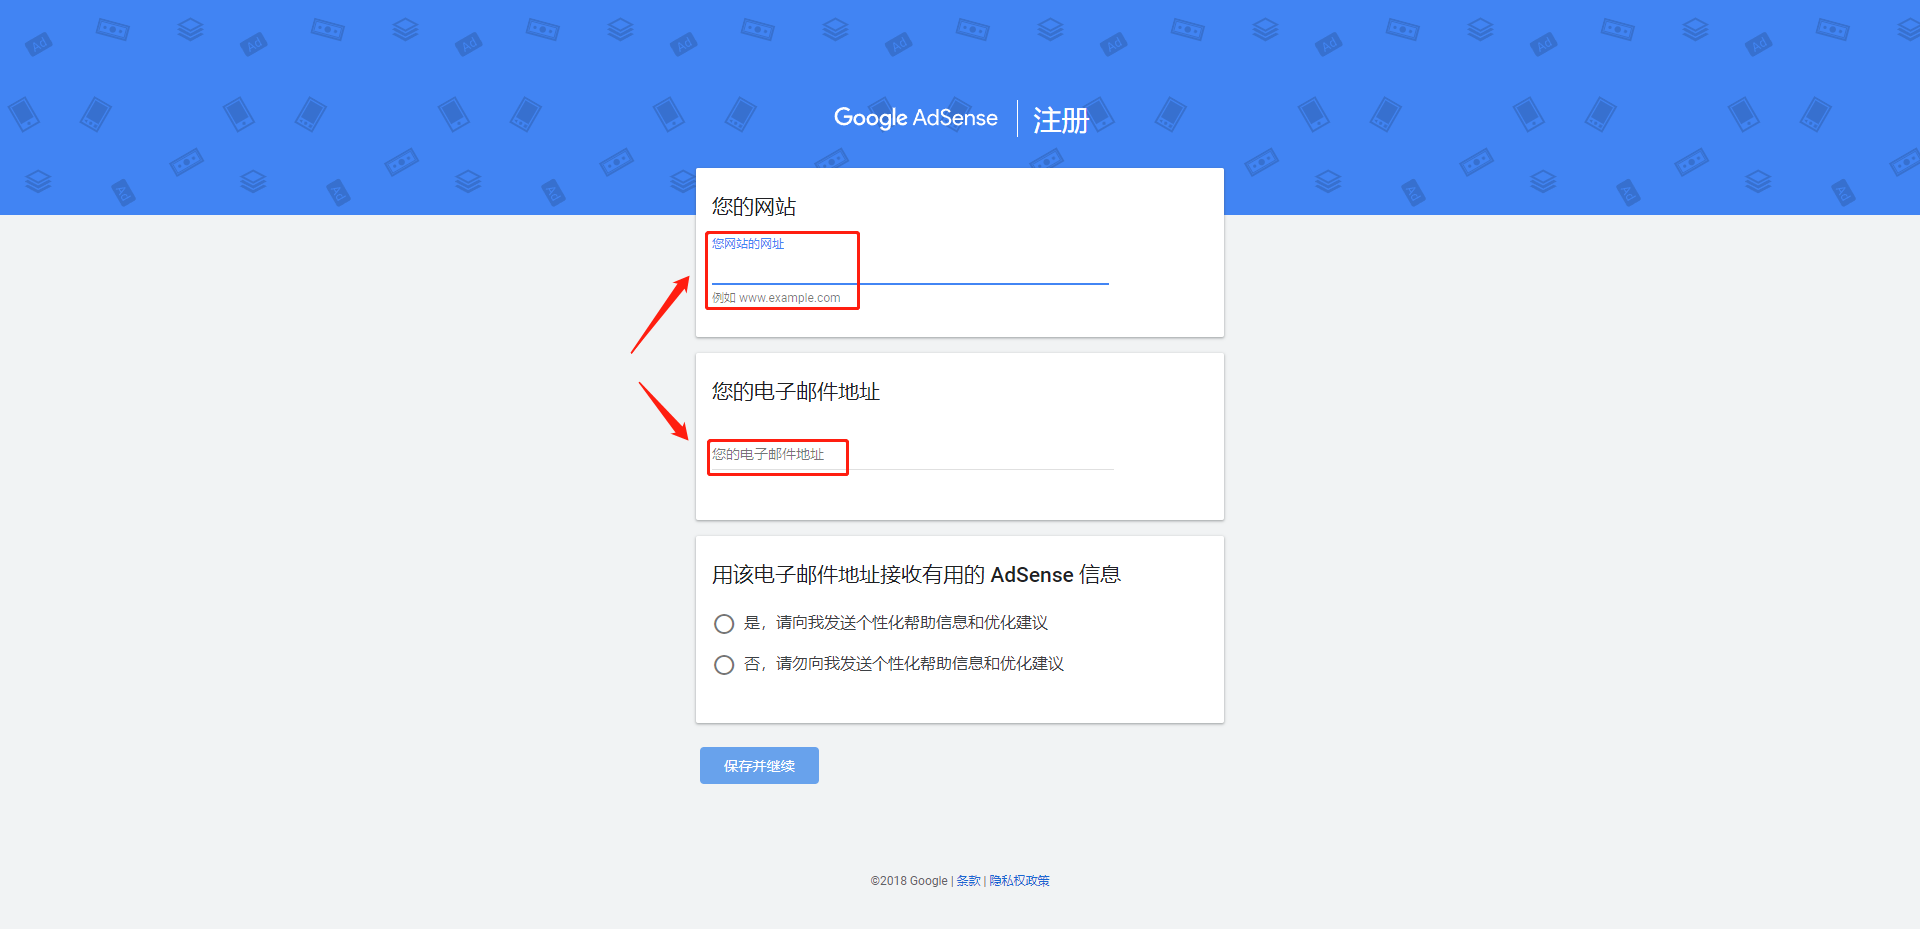 Google AdSense 注册
您的网站
您网站的网址
例如 www.example.com
您的电子邮件地址
您的电子邮件地址
用该电子邮件地址接收有用的 AdSense 信息
是，请向我发送个性化帮助信息和优化建议
否，请勿向我发送个性化帮助信息和优化建议
保存并继续
©2018 Google | 条款 | 隐私权政策